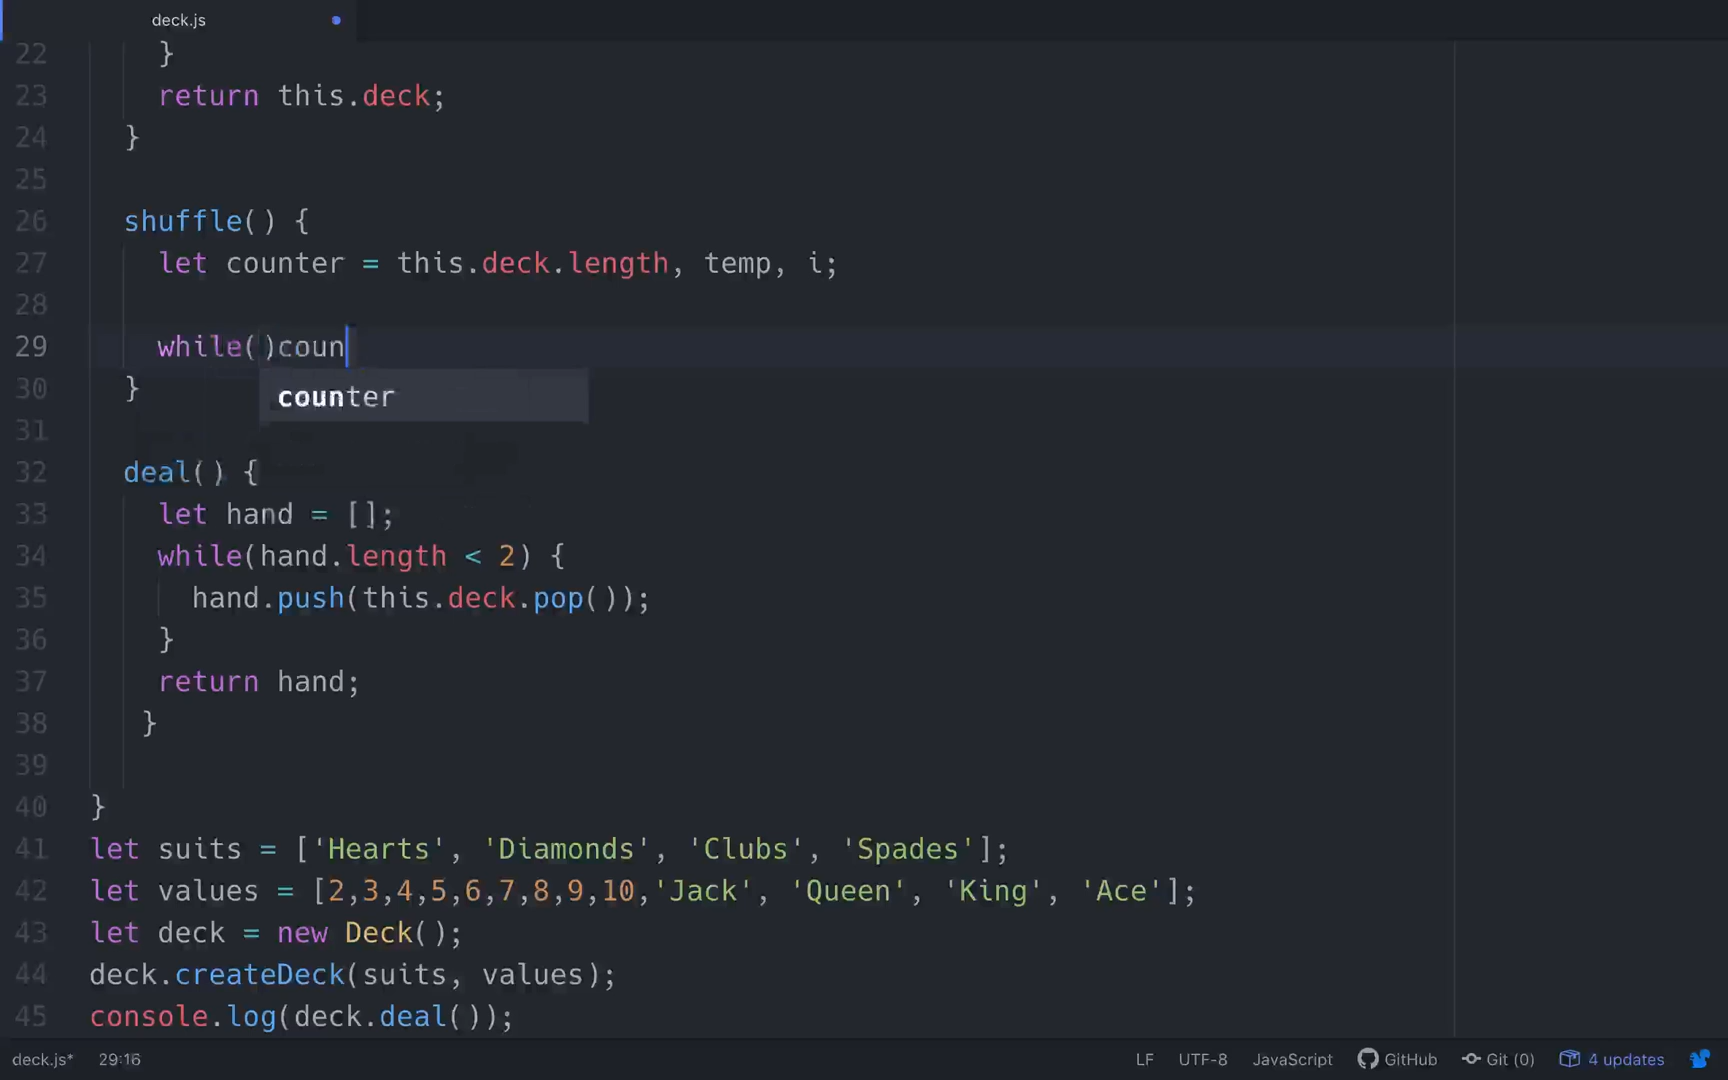 deck.js
22 }
23 return this.deck;
24 }
25
26 shuffle() {
27 let counter = this.deck.length, temp, i;
28
29 while()coun
counter
30 }
31
32 deal() {
33 let hand = [];
34 while(hand.length < 2) {
35 hand.push(this.deck.pop());
36 }
37 return hand;
38 }
39
40 }
41 let suits = ['Hearts', 'Diamonds', 'Clubs', 'Spades'];
42 let values = [2,3,4,5,6,7,8,9,10,'Jack', 'Queen', 'King', 'Ace'];
43 let deck = new Deck();
44 deck.createDeck(suits, values);
45 console.log(deck.deal());
deck.js* 29:16 LF UTF-8 JavaScript GitHub Git (0) 4 updates